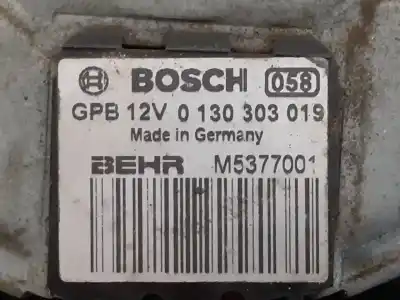 BOSCH 058
GPB 12V 0 130 303 019
Made in Germany
BEHR M5377001